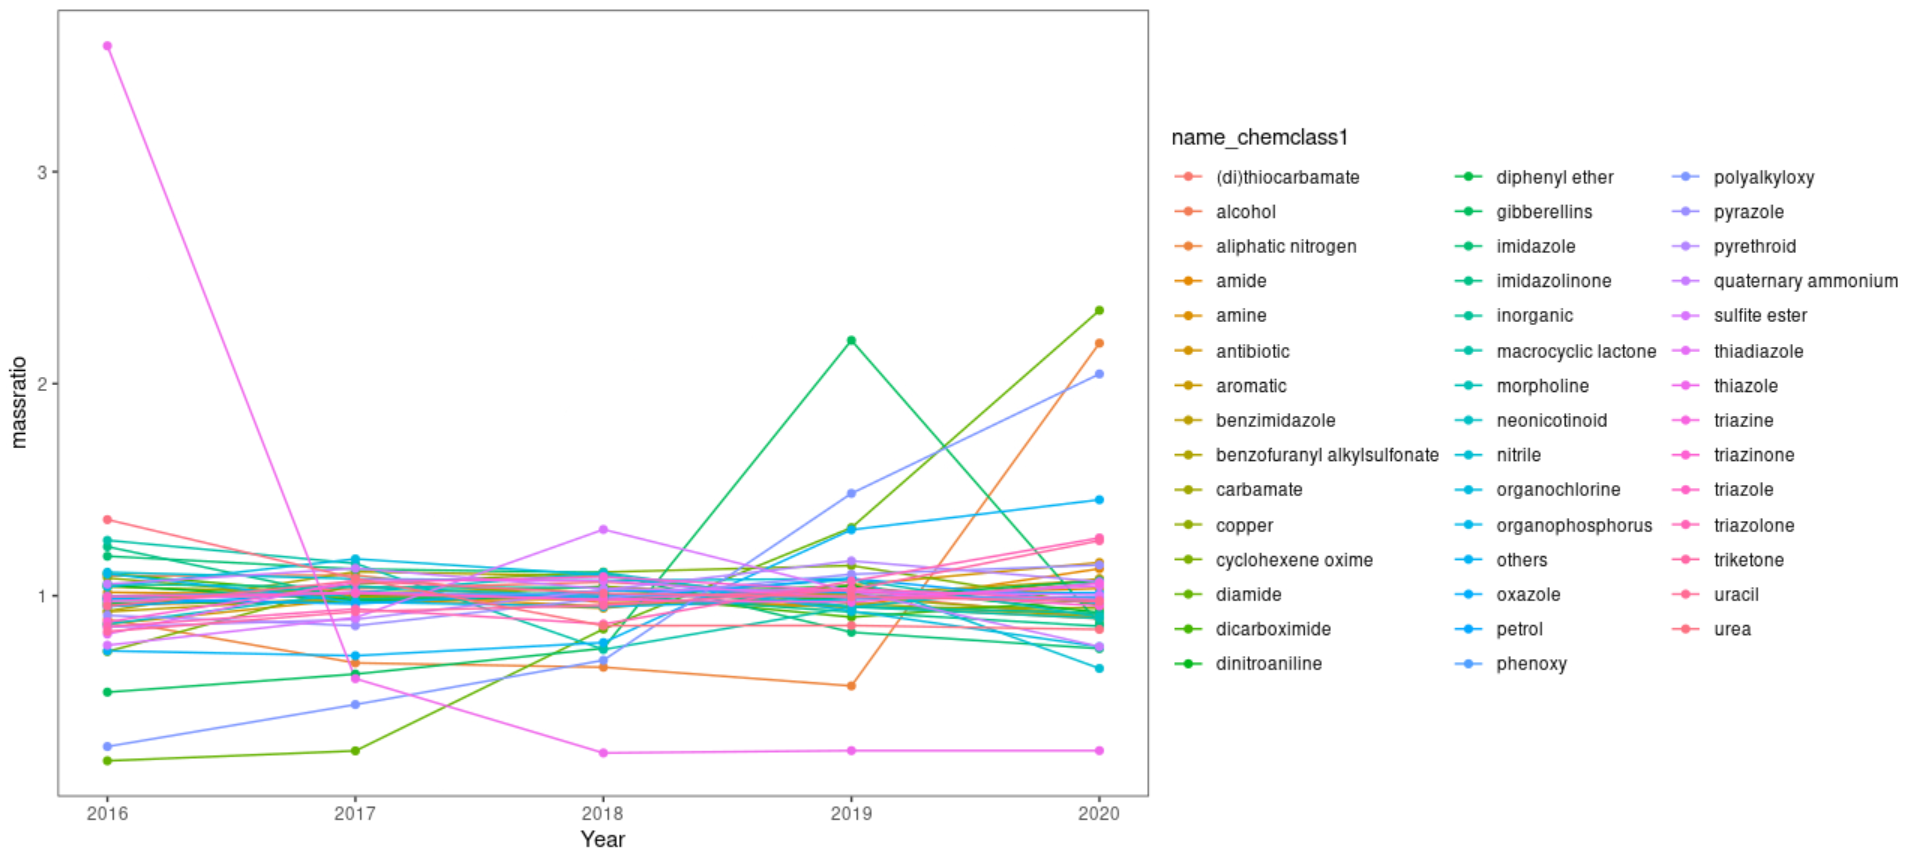 massratio
3
2
1
2016 2017 2018 2019 2020
Year
name_chemclass1
(di)thiocarbamate
alcohol
aliphatic nitrogen
amide
amine
antibiotic
aromatic
benzimidazole
benzofuranyl alkylsulfonate
carbamate
copper
cyclohexene oxime
diamide
dicarboximide
dinitroaniline
diphenyl ether
gibberellins
imidazole
imidazolinone
inorganic
macrocyclic lactone
morpholine
neonicotinoid
nitrile
organochlorine
organophosphorus
others
oxazole
petrol
phenoxy
polyalkyloxy
pyrazole
pyrethroid
quaternary ammonium
sulfite ester
thiadiazole
thiazole
triazine
triazinone
triazole
triazolone
triketone
uracil
urea